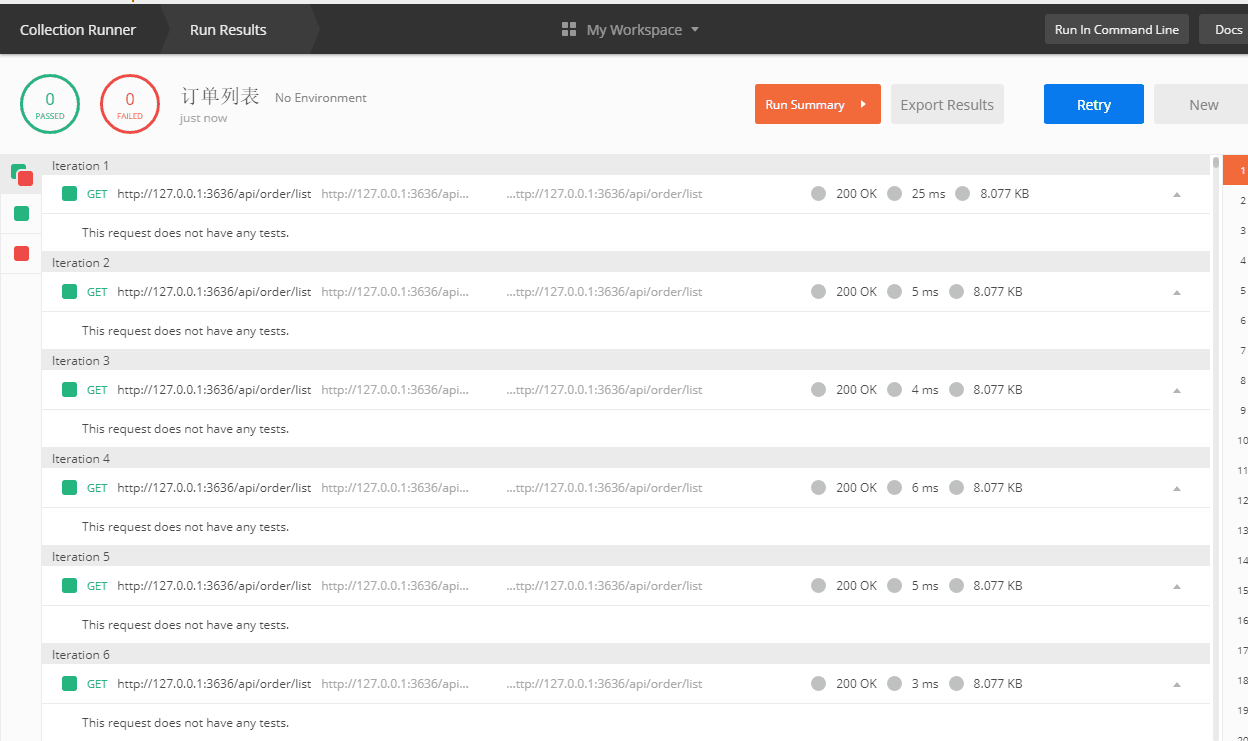 Collection Runner Run Results My Workspace Run In Command Line Docs
0 PASSED 0 FAILED 订单列表 No Environment just now Run Summary Export Results Retry New
Iteration 1
GET http://127.0.0.1:3636/api/order/list http://127.0.0.1:3636/api... ...ttp://127.0.0.1:3636/api/order/list 200 OK 25 ms 8.077 KB
This request does not have any tests.
Iteration 2
GET http://127.0.0.1:3636/api/order/list http://127.0.0.1:3636/api... ...ttp://127.0.0.1:3636/api/order/list 200 OK 5 ms 8.077 KB
This request does not have any tests.
Iteration 3
GET http://127.0.0.1:3636/api/order/list http://127.0.0.1:3636/api... ...ttp://127.0.0.1:3636/api/order/list 200 OK 4 ms 8.077 KB
This request does not have any tests.
Iteration 4
GET http://127.0.0.1:3636/api/order/list http://127.0.0.1:3636/api... ...ttp://127.0.0.1:3636/api/order/list 200 OK 6 ms 8.077 KB
This request does not have any tests.
Iteration 5
GET http://127.0.0.1:3636/api/order/list http://127.0.0.1:3636/api... ...ttp://127.0.0.1:3636/api/order/list 200 OK 5 ms 8.077 KB
This request does not have any tests.
Iteration 6
GET http://127.0.0.1:3636/api/order/list http://127.0.0.1:3636/api... ...ttp://127.0.0.1:3636/api/order/list 200 OK 3 ms 8.077 KB
This request does not have any tests.
1
2
3
4
5
6
7
8
9
10
11
12
13
14
15
16
17
18
19